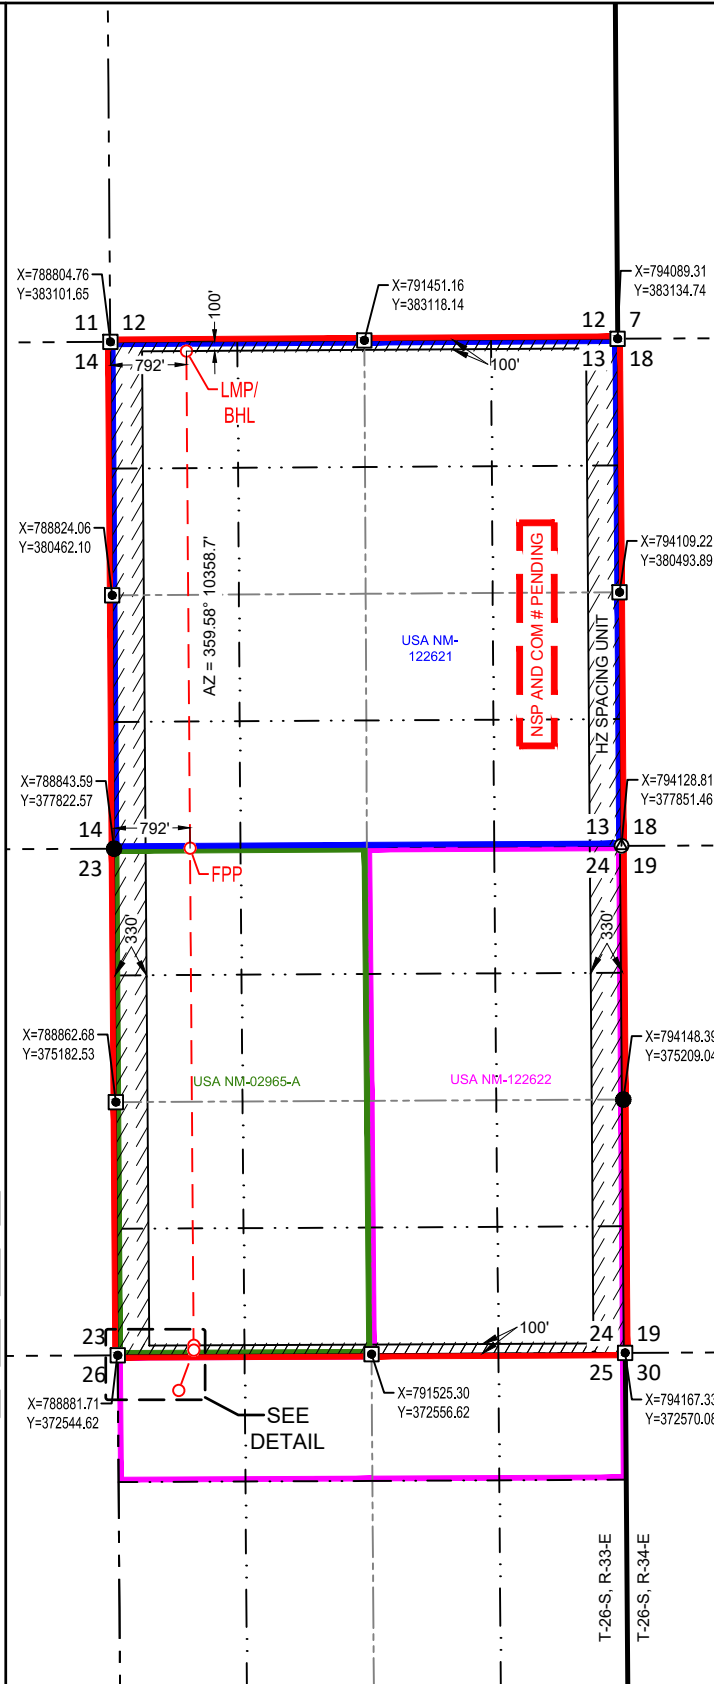 X=788804.76
Y=383101.65
X=791451.16
Y=383118.14
X=794089.31
Y=383134.74
11 12
12 7
14
13 18
100'
792'
100'
LMP/
BHL
X=788824.06
Y=380462.10
X=794109.22
Y=380493.89
AZ = 359.58° 10358.7'
USA NM-
122621
NSP AND COM # PENDING
HZ SPACING UNIT
X=788843.59
Y=377822.57
X=794128.81
Y=377851.46
14
792'
13 18
23
24 19
FPP
330'
330'
X=788862.68
Y=375182.53
X=794148.39
Y=375209.04
USA NM-02965-A
USA NM-122622
23
100'
24 19
26
25 30
X=788881.71
Y=372544.62
X=791525.30
Y=372556.62
X=794167.33
Y=372570.08
SEE
DETAIL
T-26-S, R-33-E
T-26-S, R-34-E